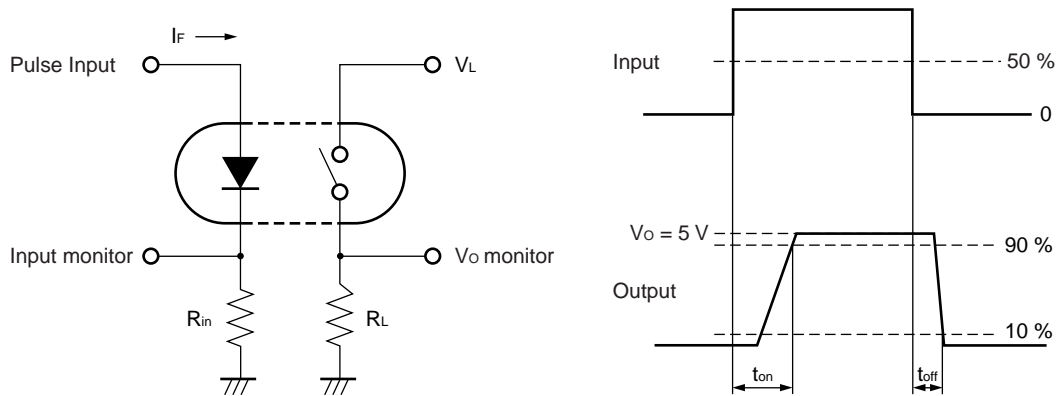 IF
Pulse Input
VL
Input monitor
VO monitor
Rin
RL
Input
50 %
0
VO = 5 V
90 %
Output
10 %
ton
toff